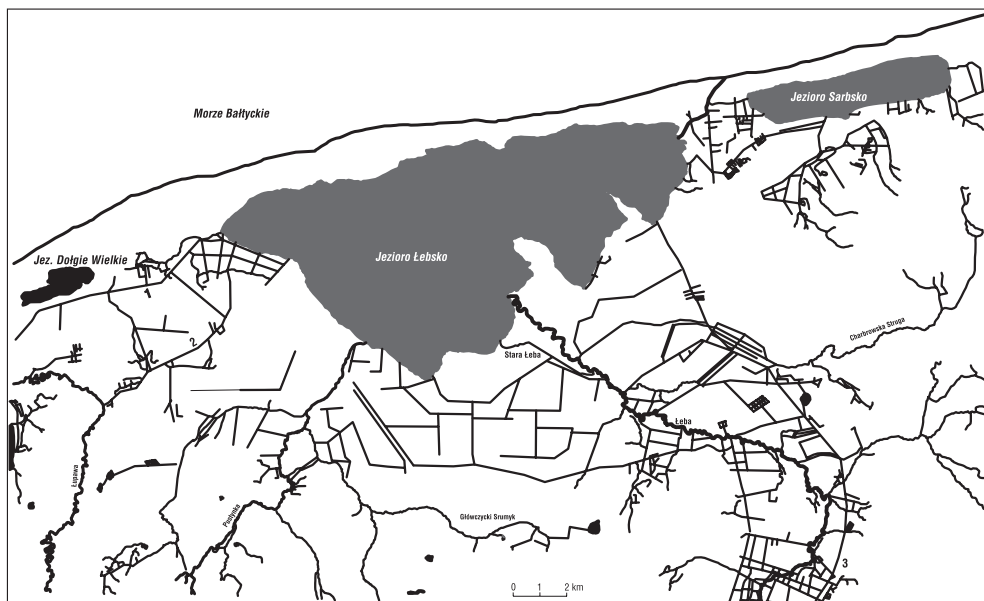 Morze Bałtyckie
Jezioro Sarbsko
Jez. Dołgie Wielkie
Jezioro Łebsko
1
2
Charbrowska Struga
Stara Łeba
Łeba
Łupawa
Pustynka
Główczycki Srumyk
3
0 1 2 km